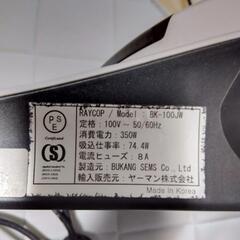 P
S
E
RAYCOP / Model : BK-100JW
定格 : 100V ~ 50/60Hz
消費電力 : 350W
吸込仕事率 : 74.4W
電流ヒューズ : 8A
製造元 : BUKANG SEMS Co., Ltd
輸入販売元 : ヤーマン株式会社
Made In Korea